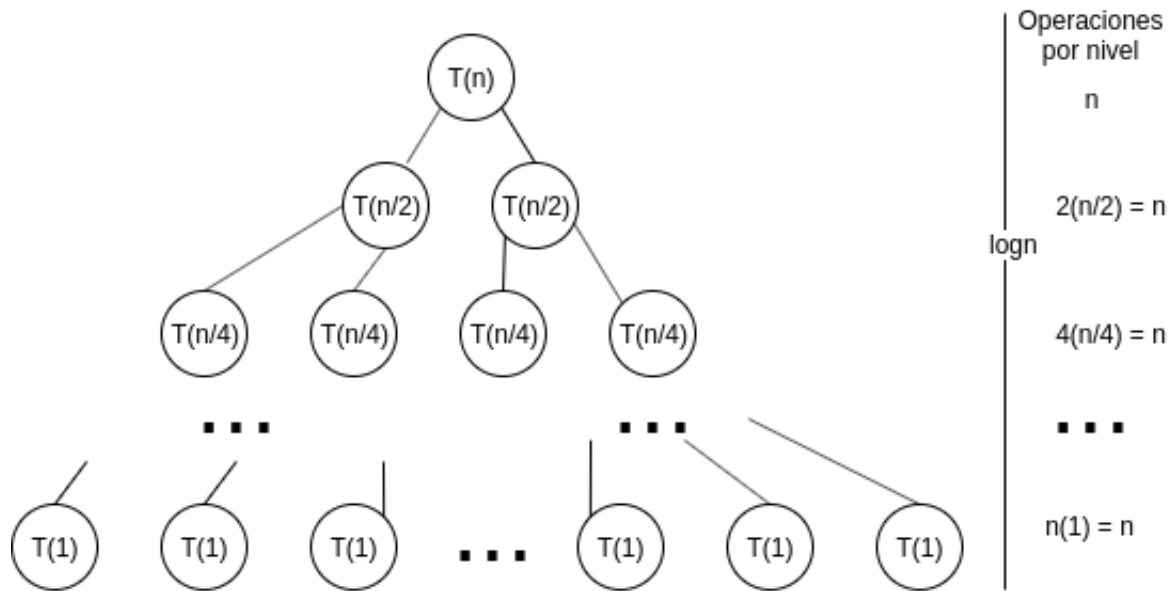 Operaciones
por nivel
T(n)
n
T(n/2) T(n/2) 2(n/2) = n
logn
T(n/4) T(n/4) T(n/4) T(n/4) 4(n/4) = n
... ... ...
T(1) T(1) T(1) ... T(1) T(1) T(1) n(1) = n